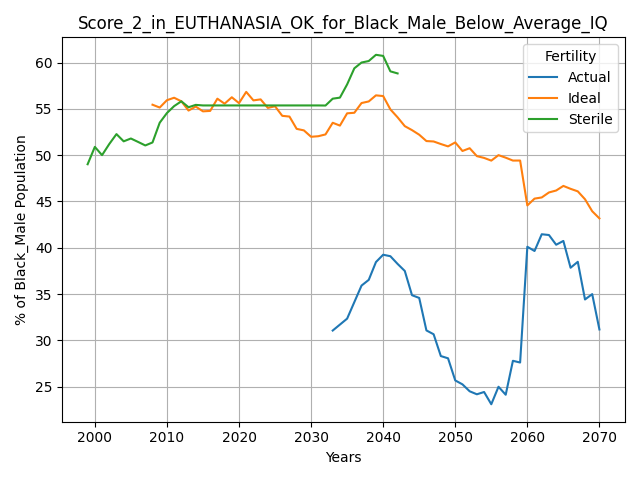 Score_2_in_EUTHANASIA_OK_for_Black_Male_Below_Average_IQ
Fertility
Actual
Ideal
Sterile
% of Black_Male Population
60
55
50
45
40
35
30
25
2000
2010
2020
2030
2040
2050
2060
2070
Years